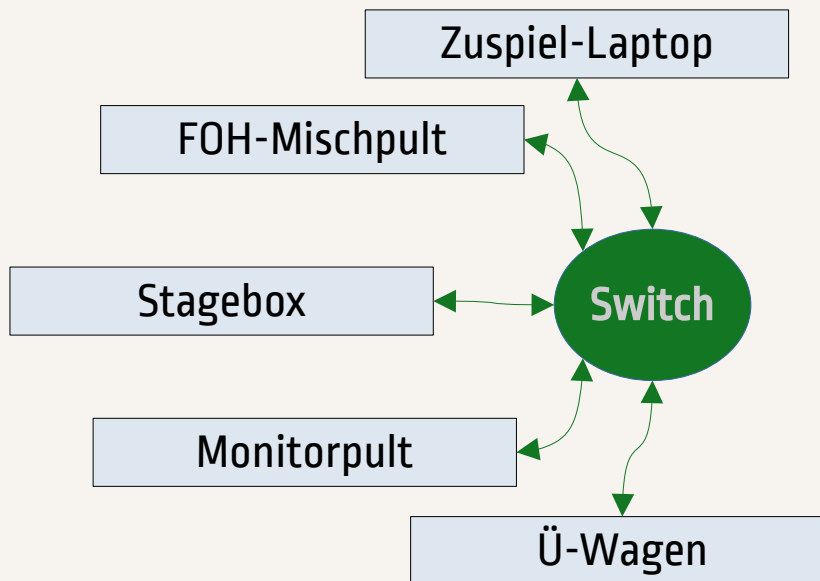 Zuspiel-Laptop
FOH-Mischpult
Stagebox
Switch
Monitorpult
Ü-Wagen